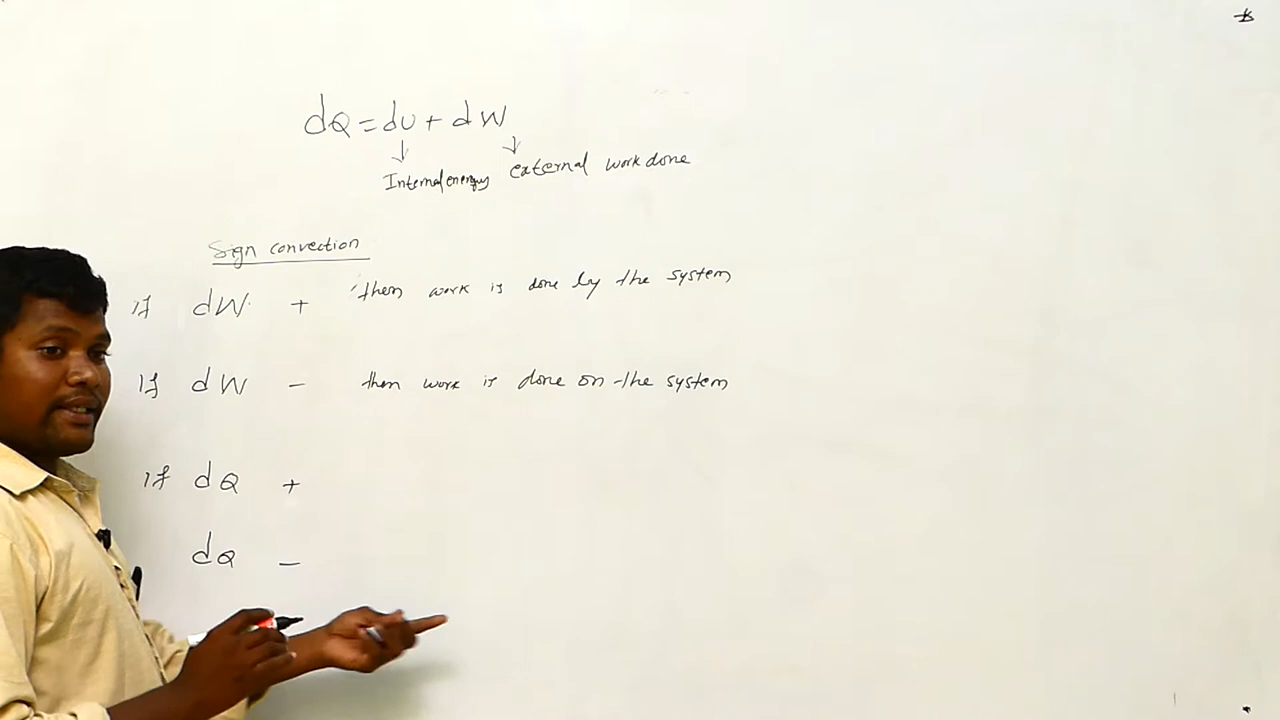 dQ = dU + dW
↓ ↓
Internal energy external work done
Sign convection
if dW + then work is done by the system
If dW - then work is done on the system
if dQ +
dQ -